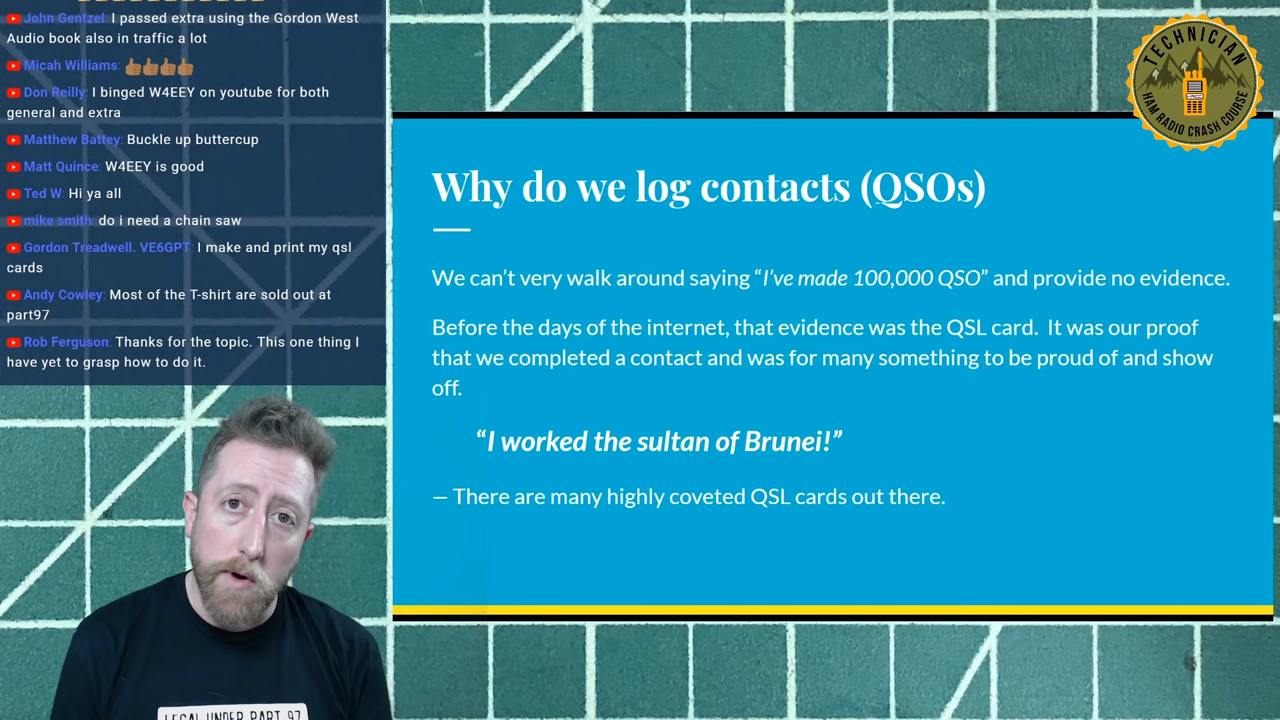 John Gentzel: I passed extra using the Gordon West
Audio book also in traffic a lot
Micah Williams: 👍🏾👍🏾👍🏾👍🏾
Don Reilly: I binged W4EEY on youtube for both
general and extra
Matthew Battey: Buckle up buttercup
Matt Quince: W4EEY is good
Ted W: Hi ya all
mike smith: do i need a chain saw
Gordon Treadwell. VE6GPT: I make and print my qsl
cards
Andy Cowley: Most of the T-shirt are sold out at
part97
Rob Ferguson: Thanks for the topic. This one thing I
have yet to grasp how to do it.
LEGAL UNDER PART 97
TECHNICIAN
HAM RADIO CRASH COURSE
Why do we log contacts (QSOs)
We can’t very walk around saying “I’ve made 100,000 QSO” and provide no evidence.
Before the days of the internet, that evidence was the QSL card. It was our proof
that we completed a contact and was for many something to be proud of and show
off.
“I worked the sultan of Brunei!”
— There are many highly coveted QSL cards out there.